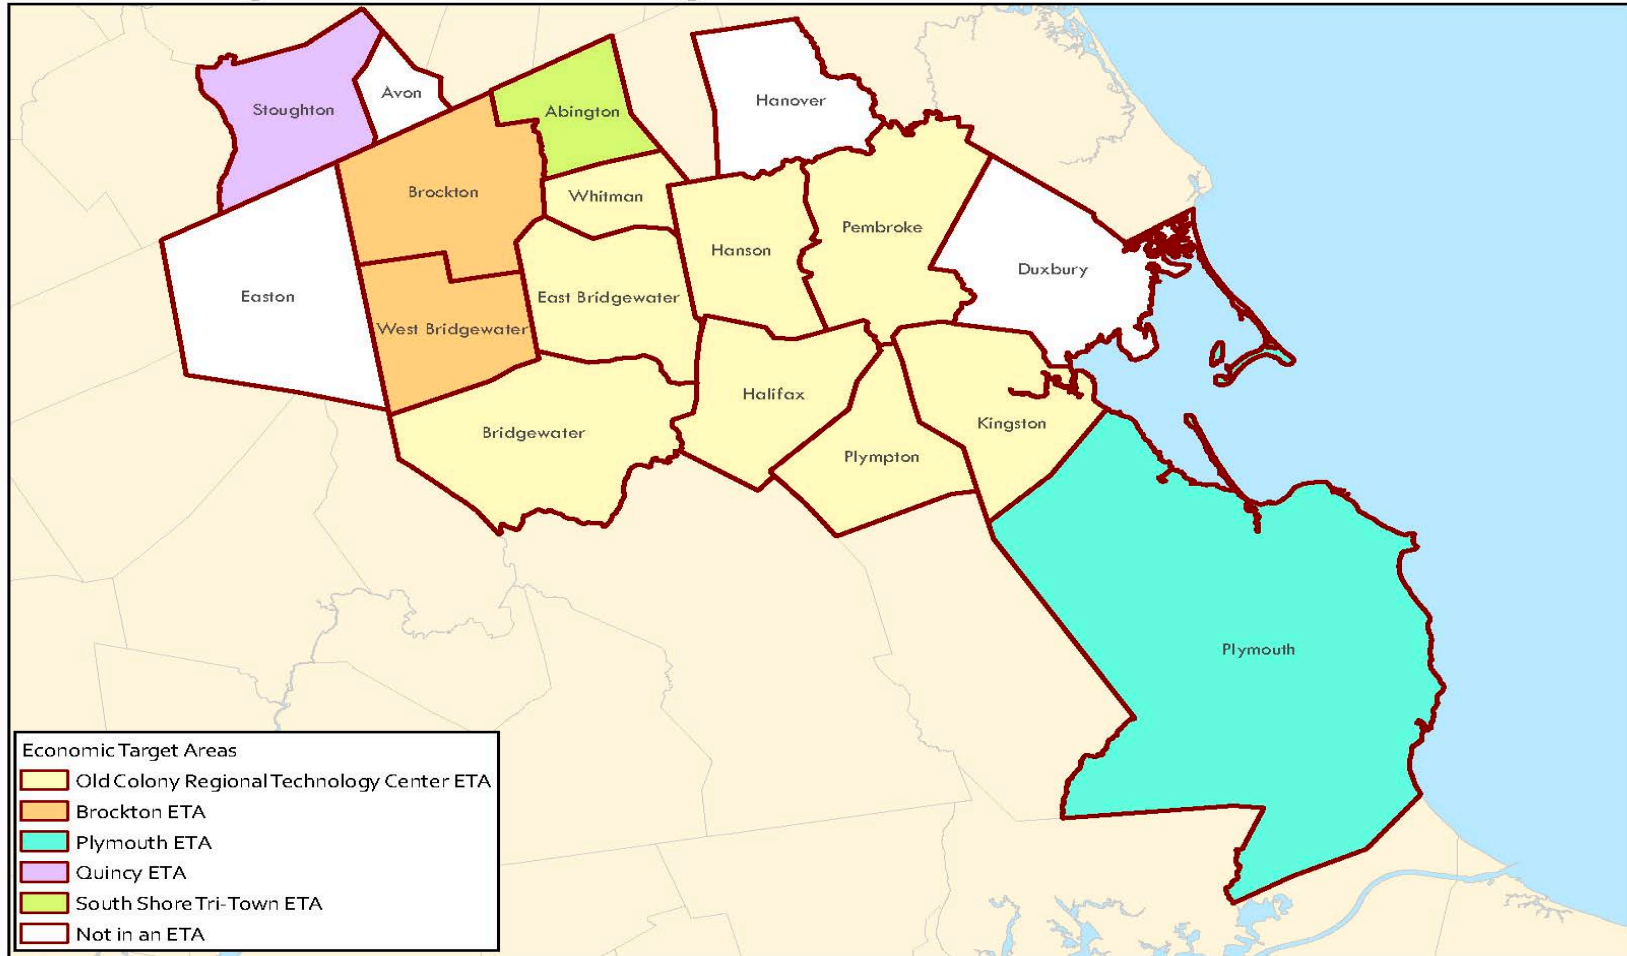 Avon
Hanover
Stoughton
Abington
Brockton
Whitman
Pembroke
Hanson
Duxbury
Easton
East Bridgewater
West Bridgewater
Halifax
Kingston
Bridgewater
Plympton
Plymouth
Economic Target Areas
Old Colony Regional Technology Center ETA
Brockton ETA
Plymouth ETA
Quincy ETA
South Shore Tri-Town ETA
Not in an ETA